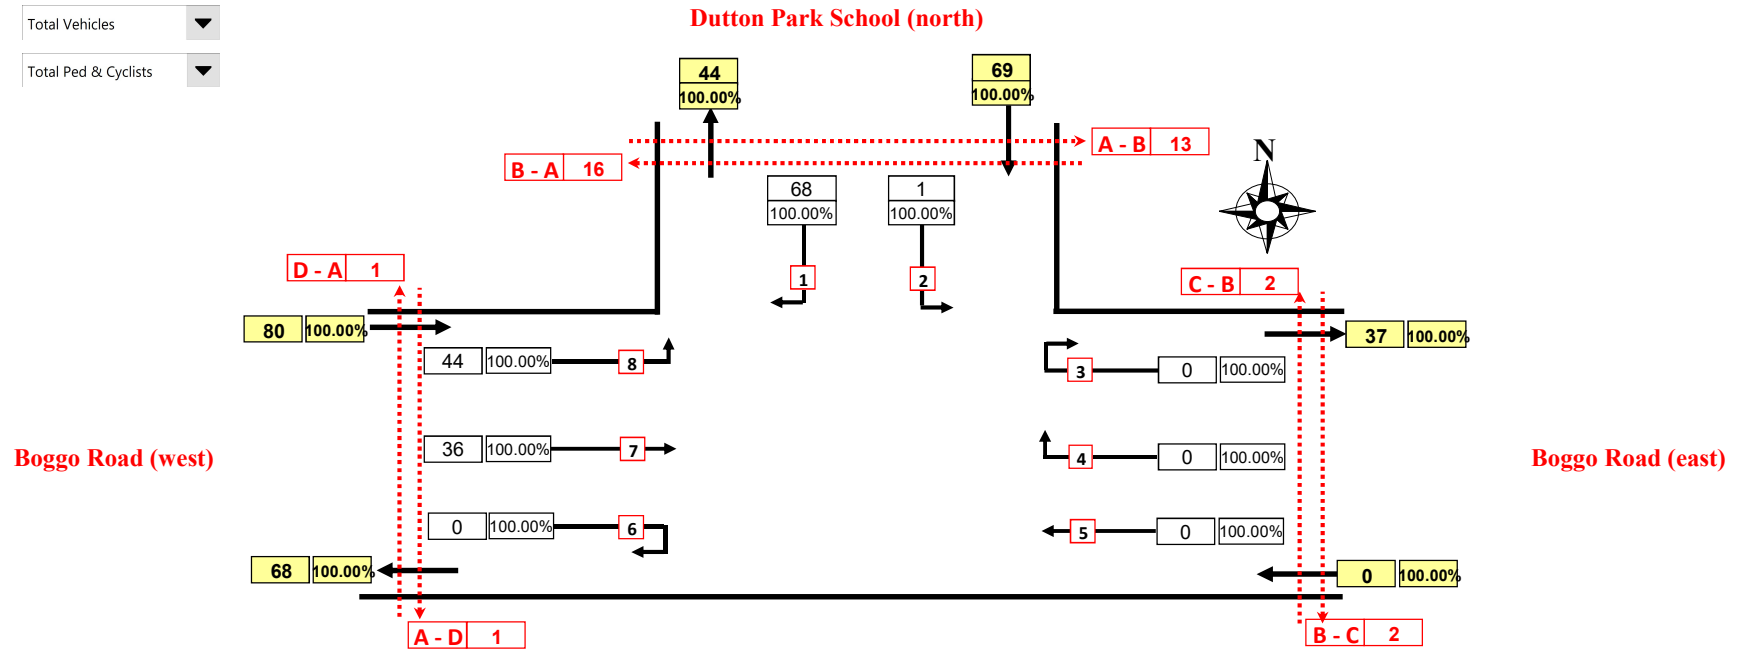 Dutton Park School (north)
Total Vehicles
Total Ped & Cyclists
44
100.00%
69
100.00%
A - B 13
B - A 16
N
68
100.00%
1
100.00%
1
2
D - A 1
C - B 2
80 100.00%
37 100.00%
44 100.00% 8
3 0 100.00%
36 100.00% 7
4 0 100.00%
Boggo Road (west)
Boggo Road (east)
0 100.00% 6
5 0 100.00%
68 100.00%
0 100.00%
A - D 1
B - C 2